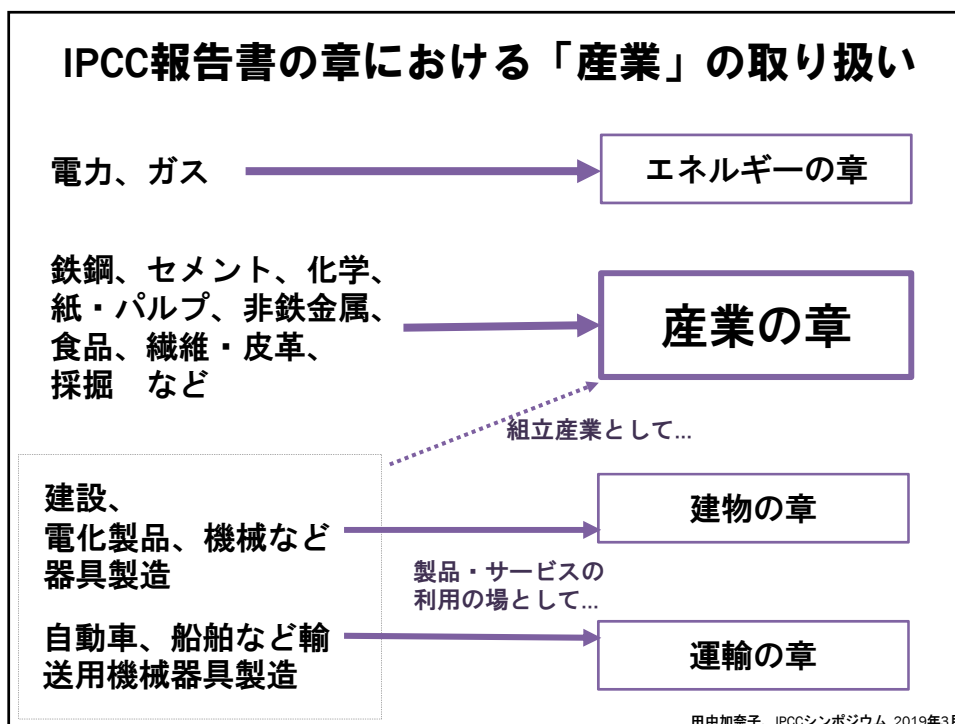 IPCC報告書の章における「産業」の取り扱い
電力、ガス
エネルギーの章
鉄鋼、セメント、化学、
紙・パルプ、非鉄金属、
食品、繊維・皮革、
採掘　など
産業の章
組立産業として…
建設、
電化製品、機械など
器具製造
建物の章
製品・サービスの
利用の場として…
自動車、船舶など輸
送用機械器具製造
運輸の章
田中加奈子　IPCCシンポジウム 2019年3月